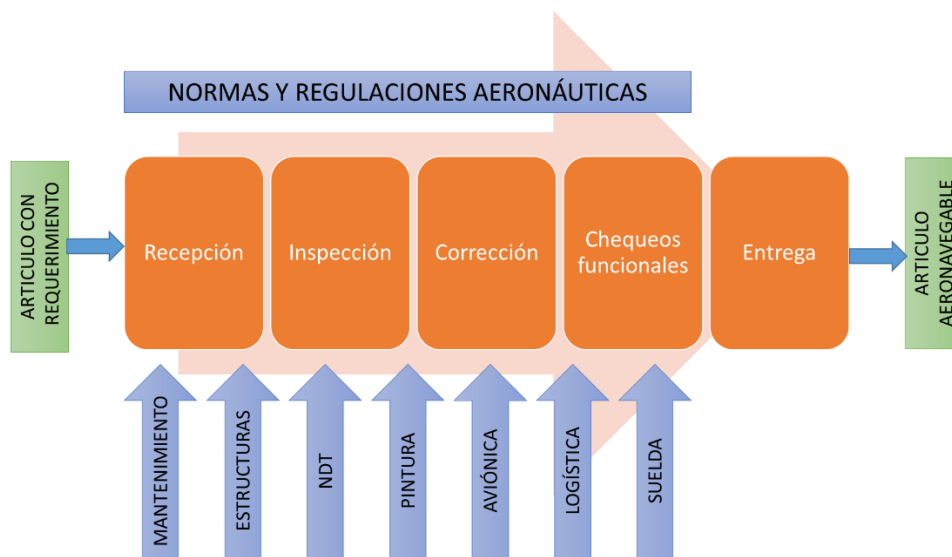 NORMAS Y REGULACIONES AERONÁUTICAS
ARTICULO CON
REQUERIMIENTO
Recepción
Inspección
Corrección
Chequeos
funcionales
Entrega
ARTICULO
AERONAVEGABLE
MANTENIMIENTO
ESTRUCTURAS
NDT
PINTURA
AVIÓNICA
LOGÍSTICA
SUELDA